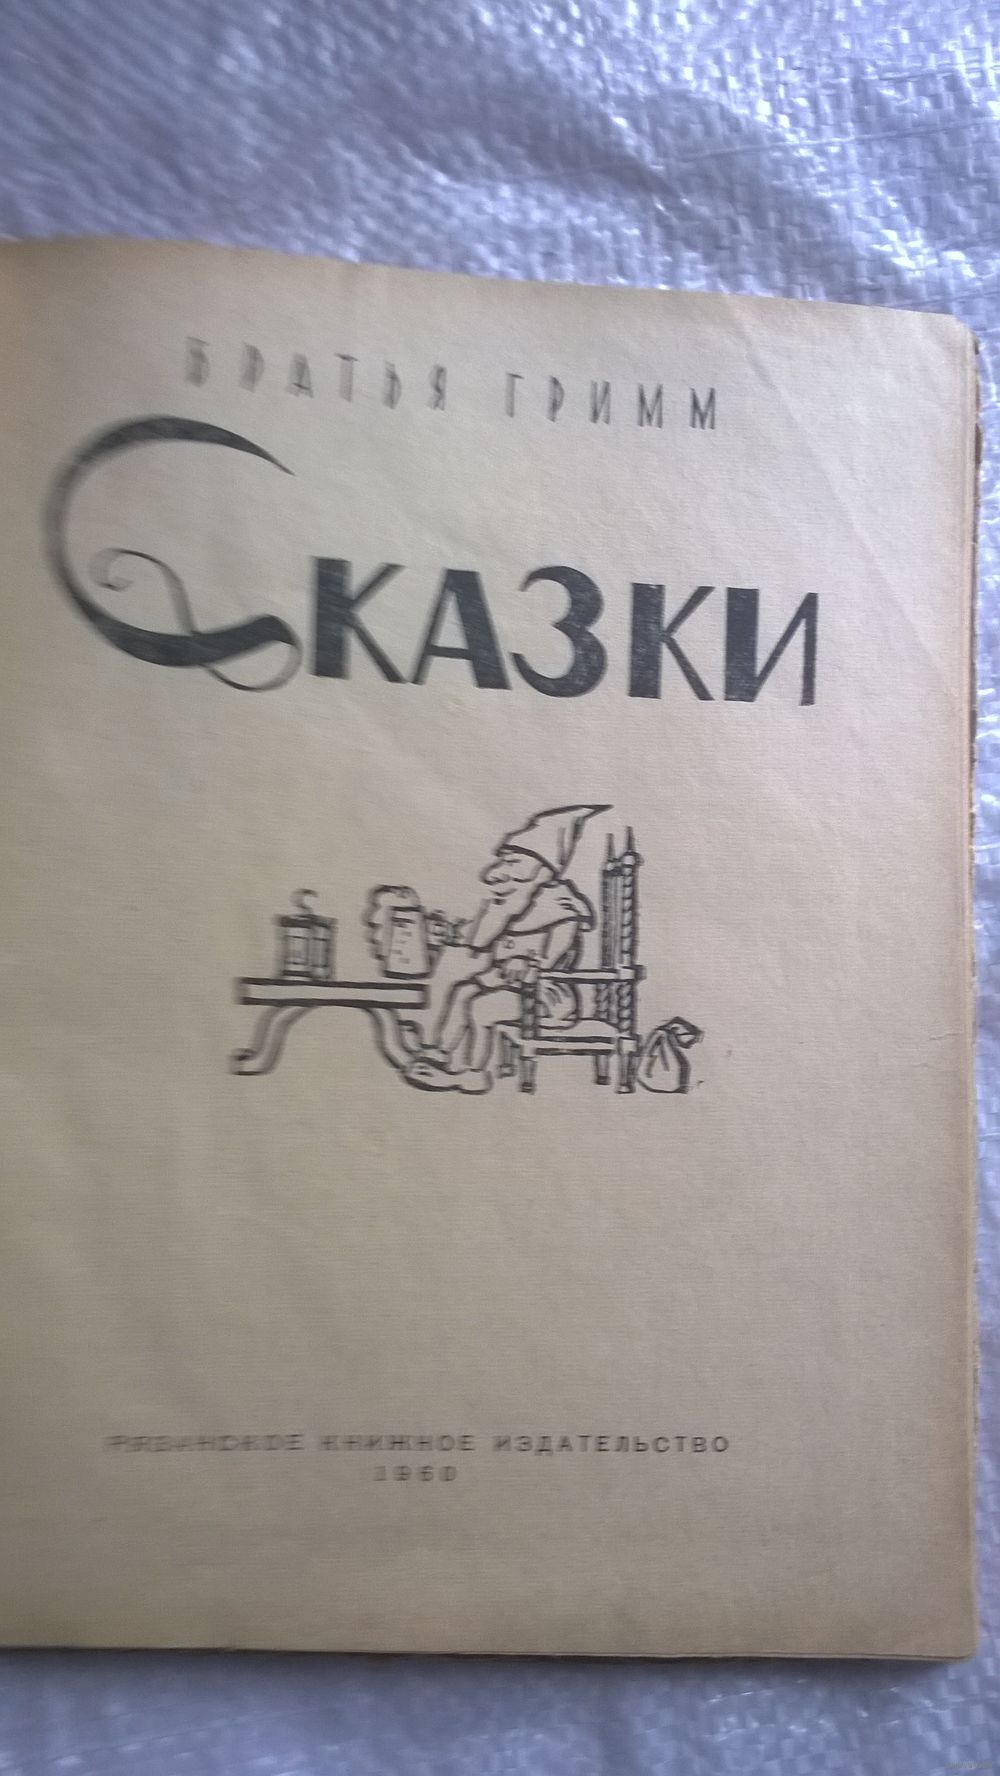 БРАТЬЯ ГРИММ
СКАЗКИ
РЯЗАНСКОЕ КНИЖНОЕ ИЗДАТЕЛЬСТВО
1960